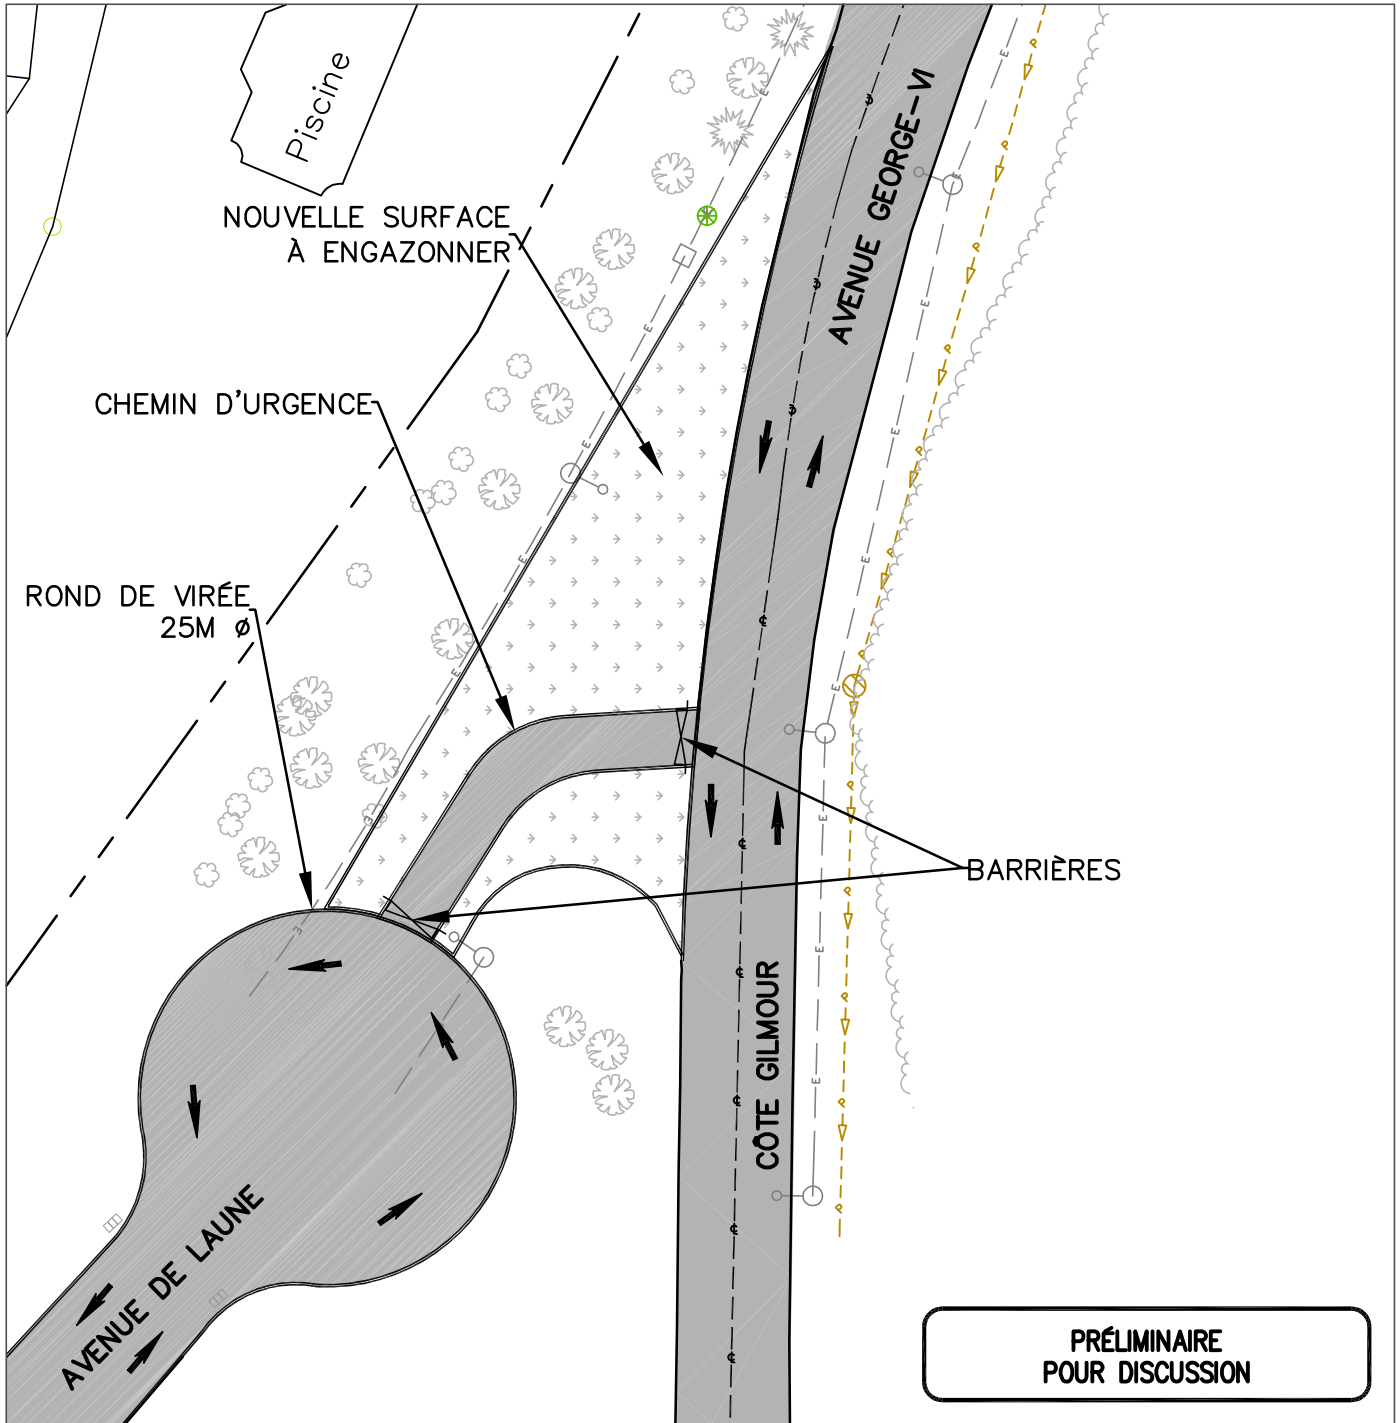 Piscine
NOUVELLE SURFACE
À ENGAZONNER
AVENUE GEORGE-VI
CHEMIN D'URGENCE
ROND DE VIRÉE
25M Ø
BARRIÈRES
CÔTE GILMOUR
AVENUE DE LAUNE
PRÉLIMINAIRE
POUR DISCUSSION